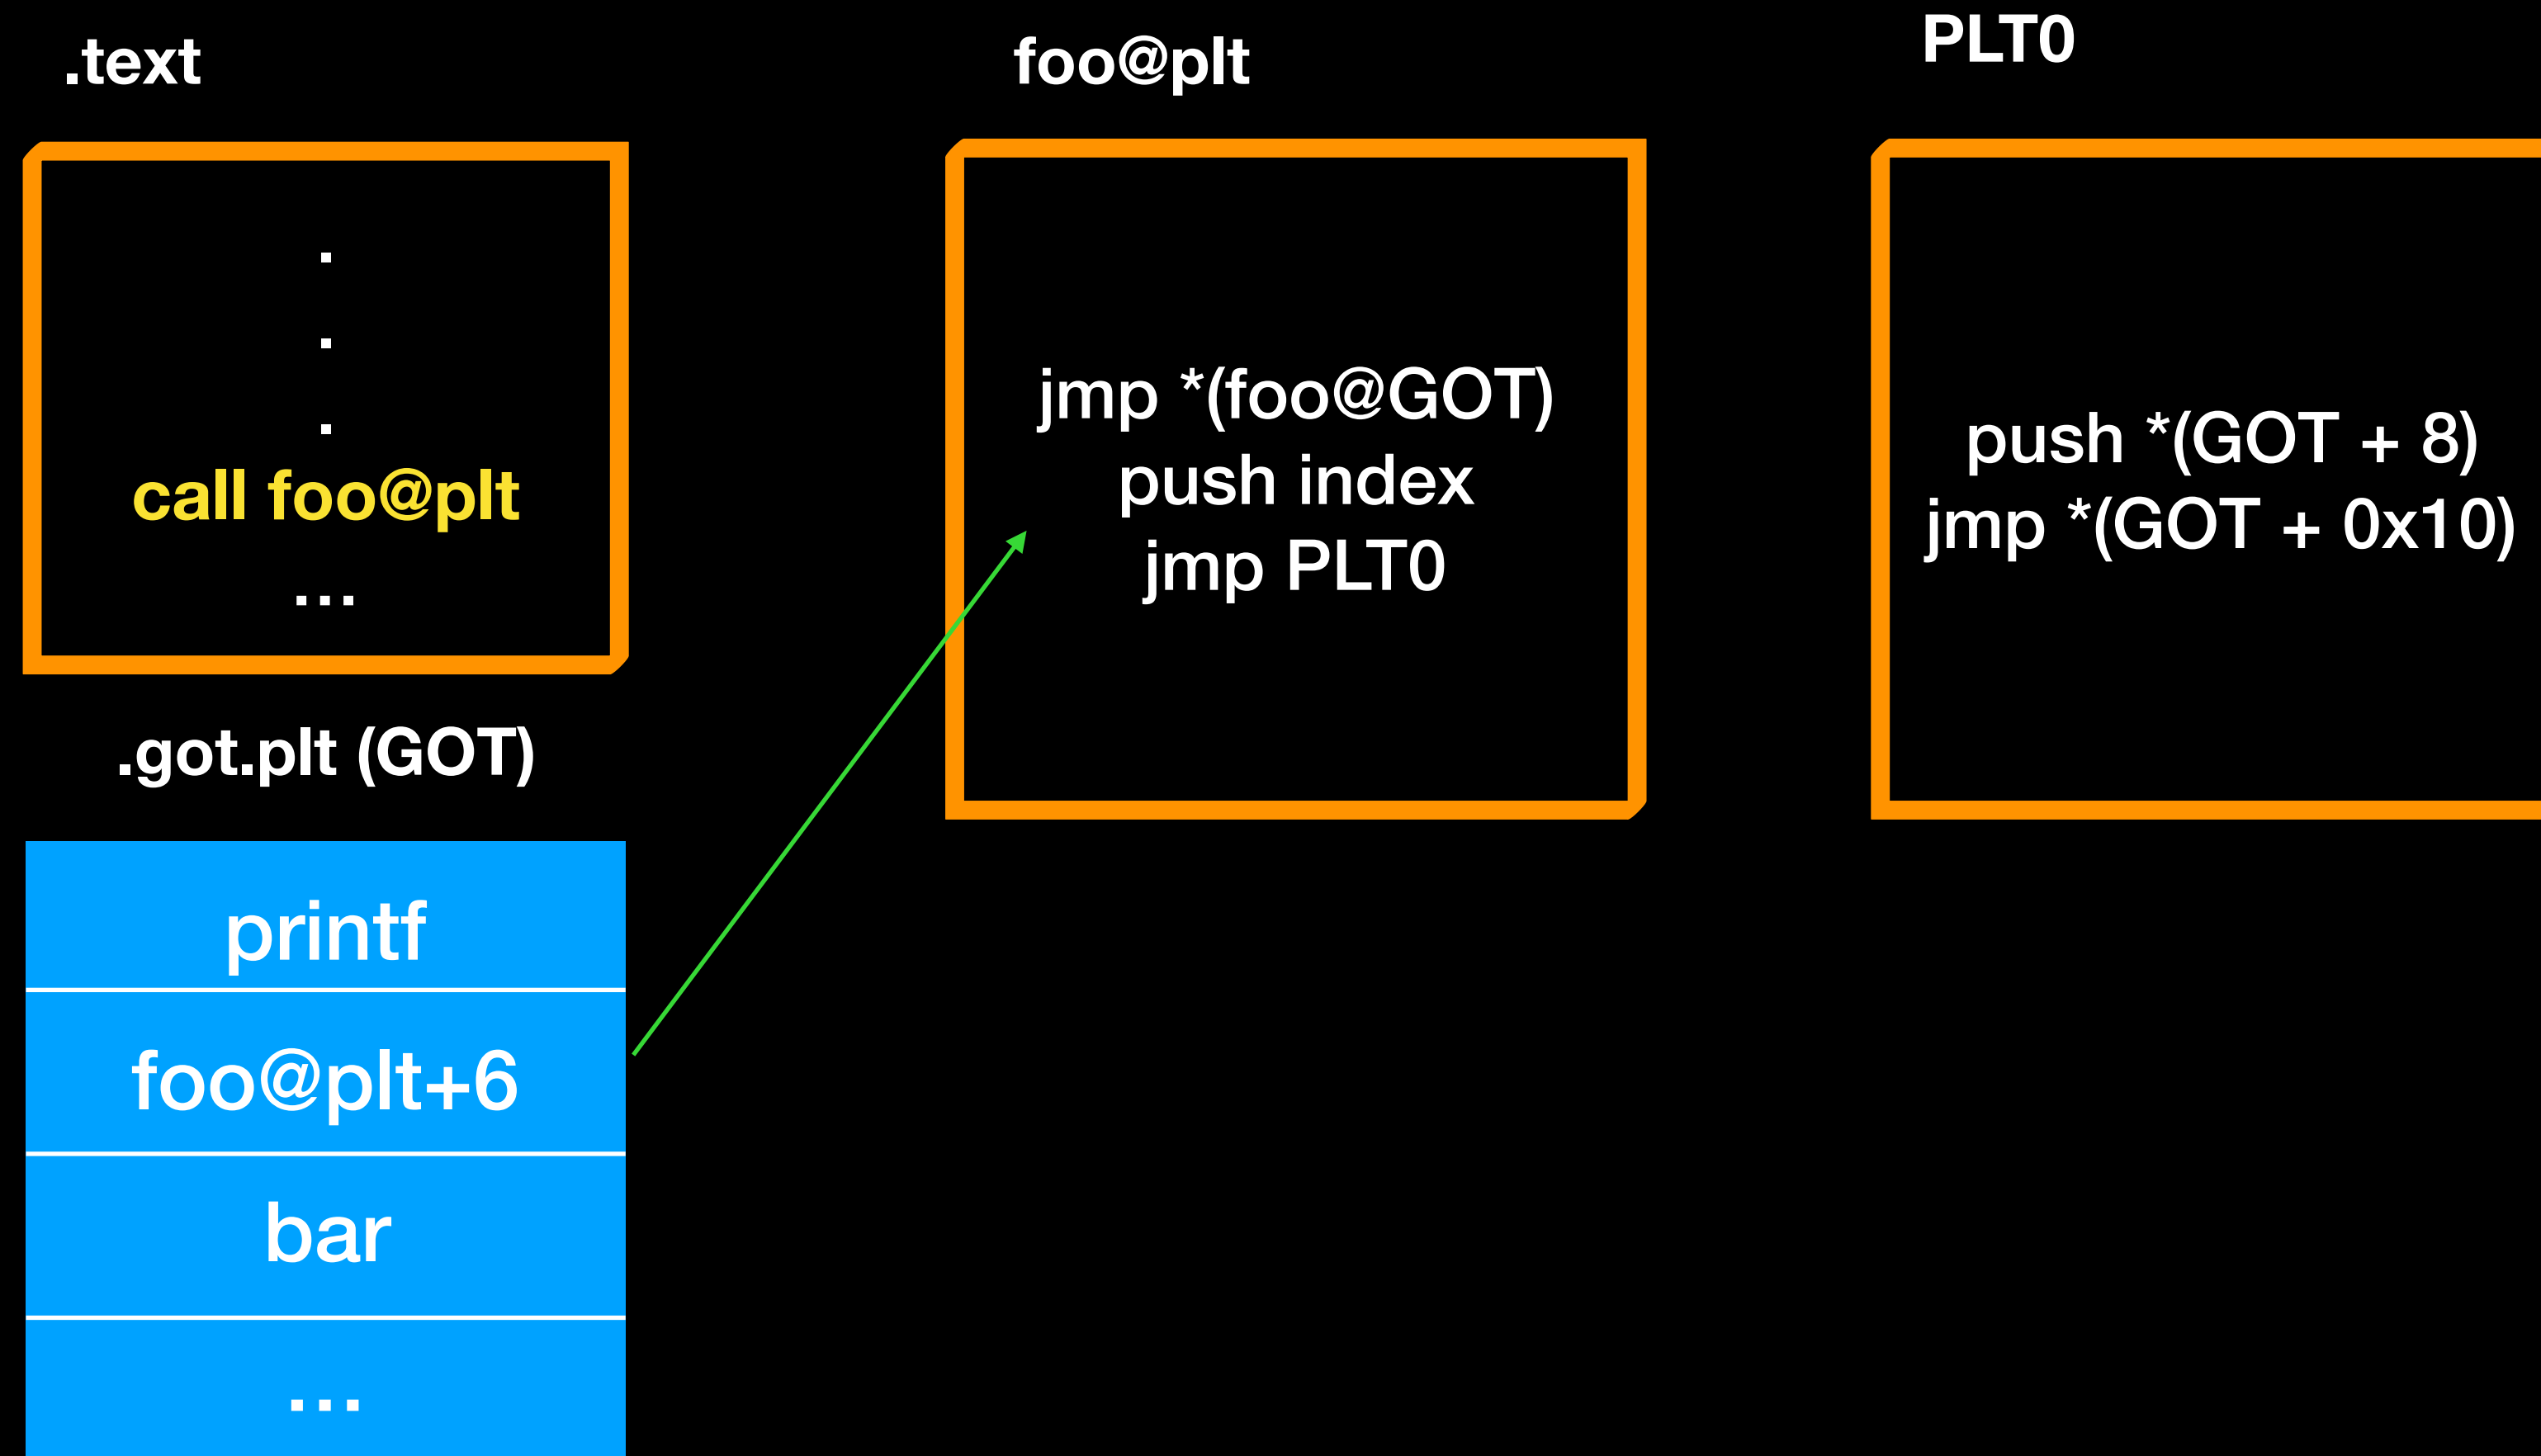 .text
.
.
.
call foo@plt
...
.got.plt (GOT)
printf
foo@plt+6
bar
...
foo@plt
jmp *(foo@GOT)
push index
jmp PLT0
PLT0
push *(GOT + 8)
jmp *(GOT + 0x10)